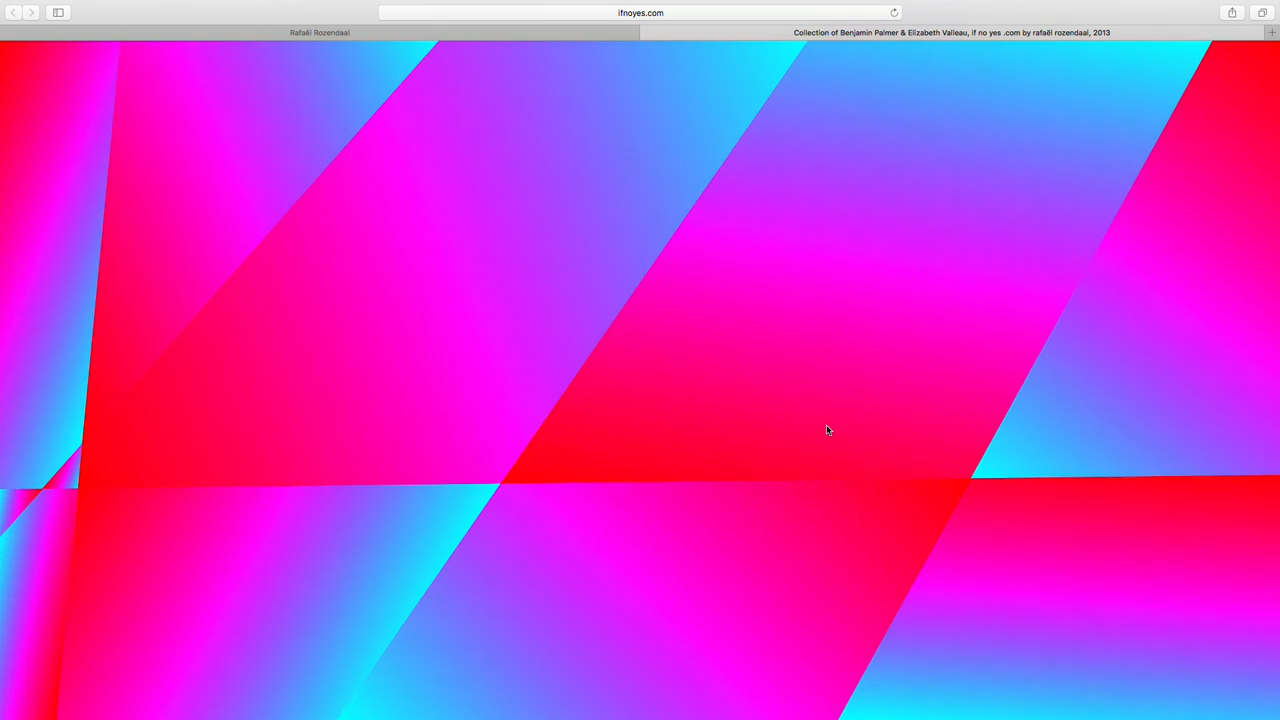 ifnoyes.com
Rafaël Rozendaal
Collection of Benjamin Palmer & Elizabeth Valleau, if no yes .com by rafaël rozendaal, 2013